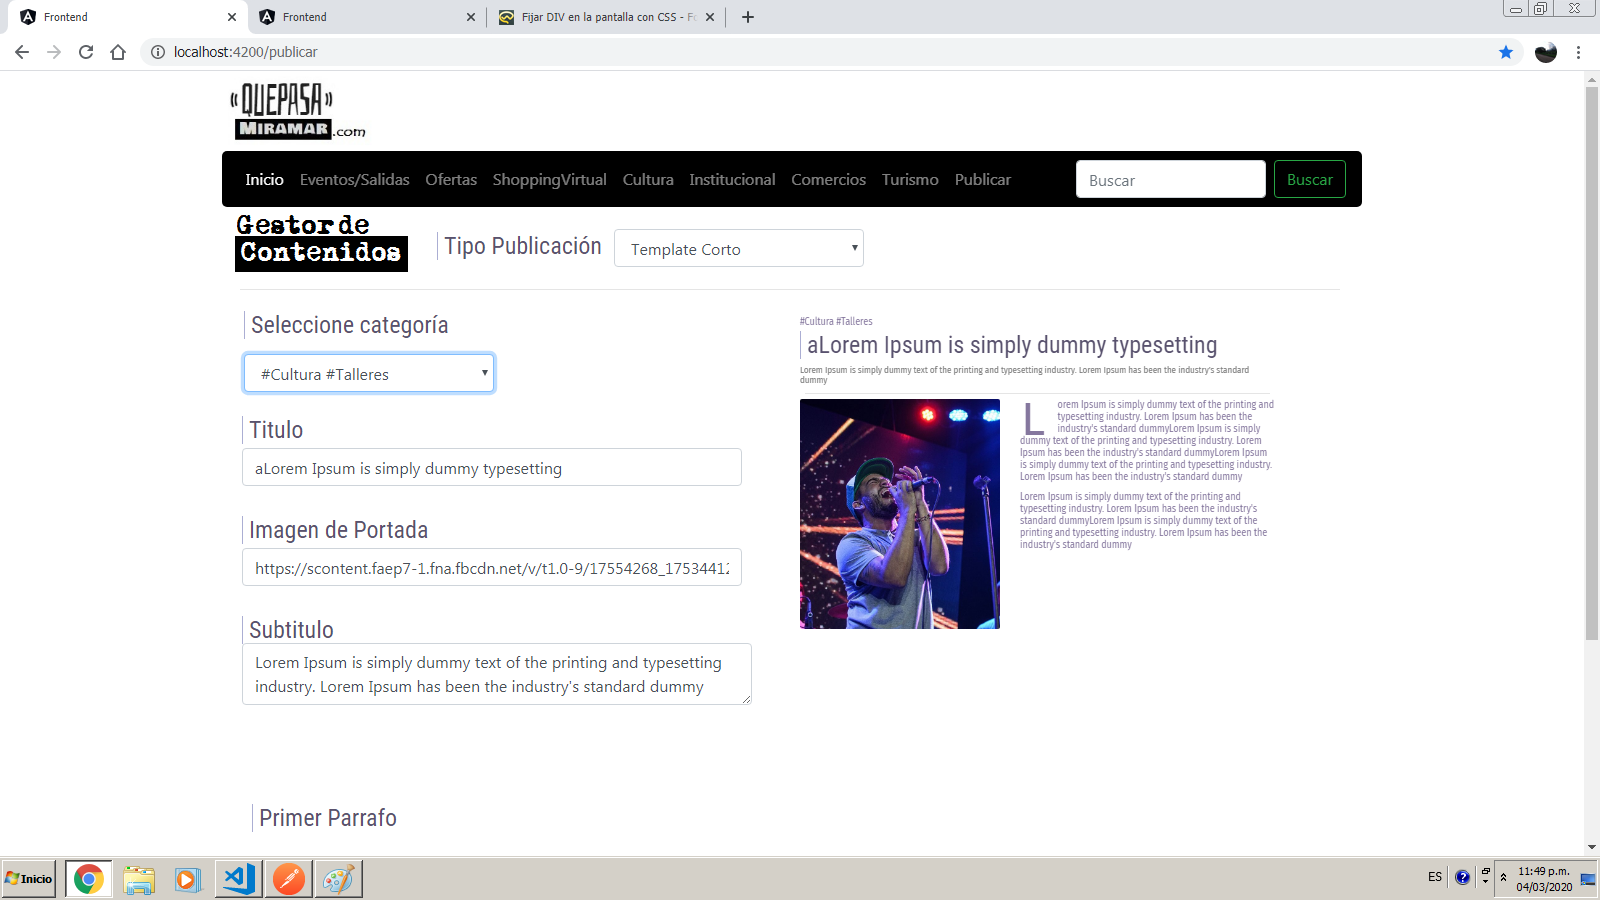 Frontend
Frontend
Fijar DIV en la pantalla con CSS - Fo
localhost:4200/publicar
QUEPASA
MIRAMAR.com
Inicio Eventos/Salidas Ofertas ShoppingVirtual Cultura Institucional Comercios Turismo Publicar Buscar Buscar
Gestor de
Contenidos
Tipo Publicación
Template Corto
Seleccione categoría
#Cultura #Talleres
Titulo
aLorem Ipsum is simply dummy typesetting
Imagen de Portada
https://scontent.faep7-1.fna.fbcdn.net/v/t1.0-9/17554268_1753441
Subtitulo
Lorem Ipsum is simply dummy text of the printing and typesetting
industry. Lorem Ipsum has been the industry's standard dummy
Primer Parrafo
#Cultura #Talleres
aLorem Ipsum is simply dummy typesetting
Lorem Ipsum is simply dummy text of the printing and typesetting industry. Lorem Ipsum has been the industry's standard
dummy
Lorem Ipsum is simply dummy text of the printing and
typesetting industry. Lorem Ipsum has been the
industry's standard dummyLorem Ipsum is simply
dummy text of the printing and typesetting industry. Lorem
Ipsum has been the industry's standard dummyLorem Ipsum
is simply dummy text of the printing and typesetting industry.
Lorem Ipsum has been the industry's standard dummy
Lorem Ipsum is simply dummy text of the printing and
typesetting industry. Lorem Ipsum has been the industry's
standard dummyLorem Ipsum is simply dummy text of the
printing and typesetting industry. Lorem Ipsum has been the
industry's standard dummy
Inicio
ES
11:49 p.m.
04/03/2020